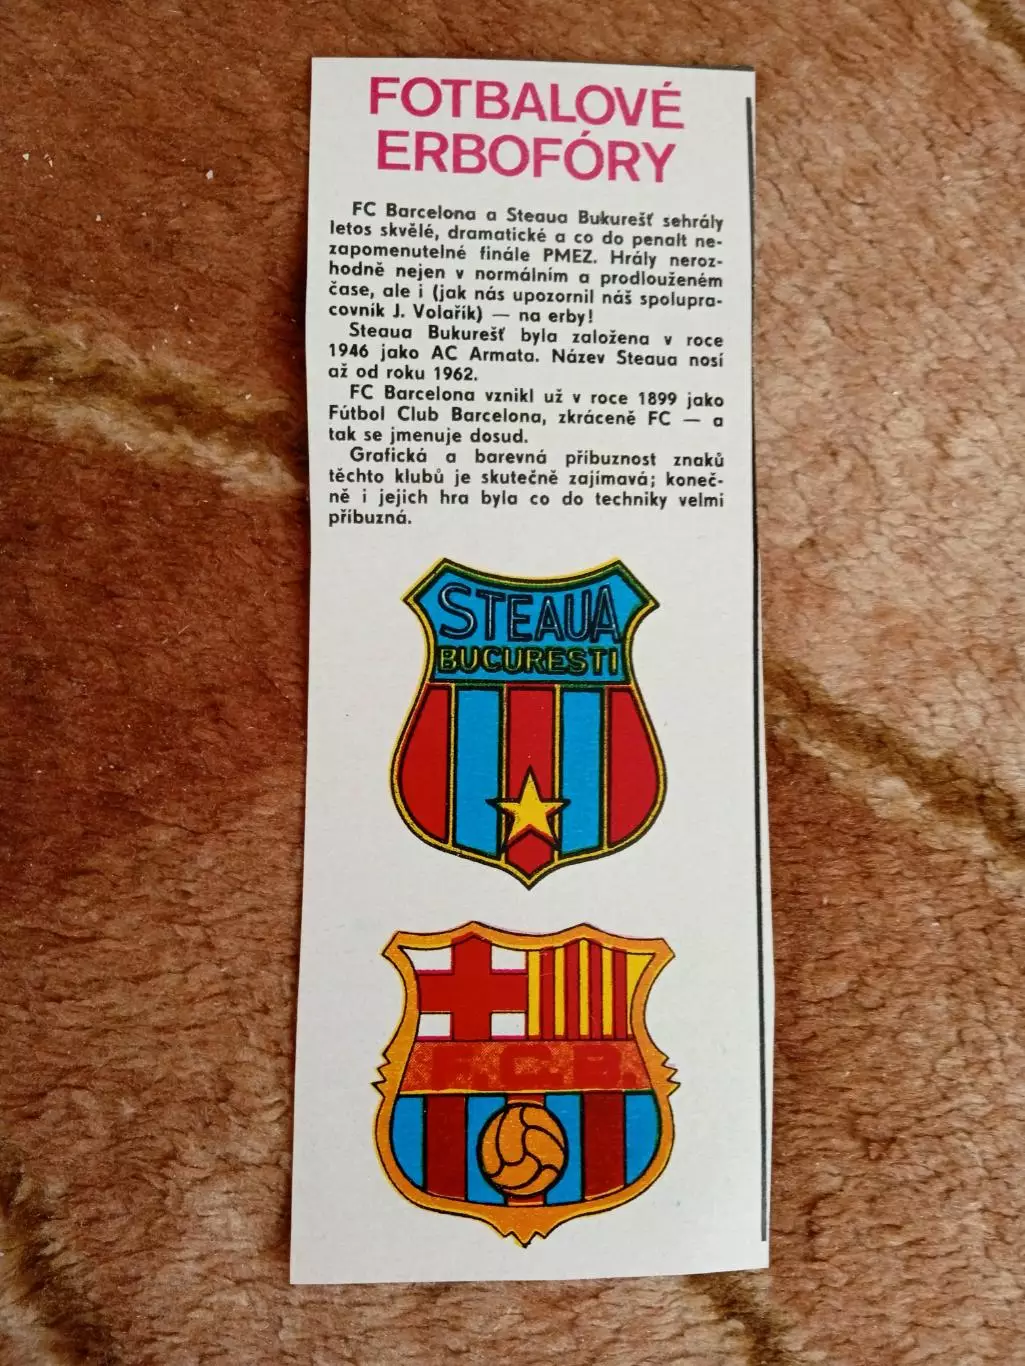 FOTBALOVÉ
ERBOFÓRY
FC Barcelona a Steaua Bukurešť sehrály
letos skvělé, dramatické a co do penalt ne-
zapomenutelné finále PMEZ. Hrály neroz-
hodně nejen v normálním a prodlouženém
čase, ale i (jak nás upozornil náš spolupra-
covník J. Volařík) — na erby!
Steaua Bukurešť byla založena v roce
1946 jako AC Armata. Název Steaua nosí
až od roku 1962.
FC Barcelona vznikl už v roce 1899 jako
Fútbol Club Barcelona, zkráceně FC — a
tak se jmenuje dosud.
Grafická a barevná příbuznost znaků
těchto klubů je skutečně zajímavá; koneč-
ně i jejich hra byla co do techniky velmi
příbuzná.
STEAUA
BUCURESTI
F.C.B.